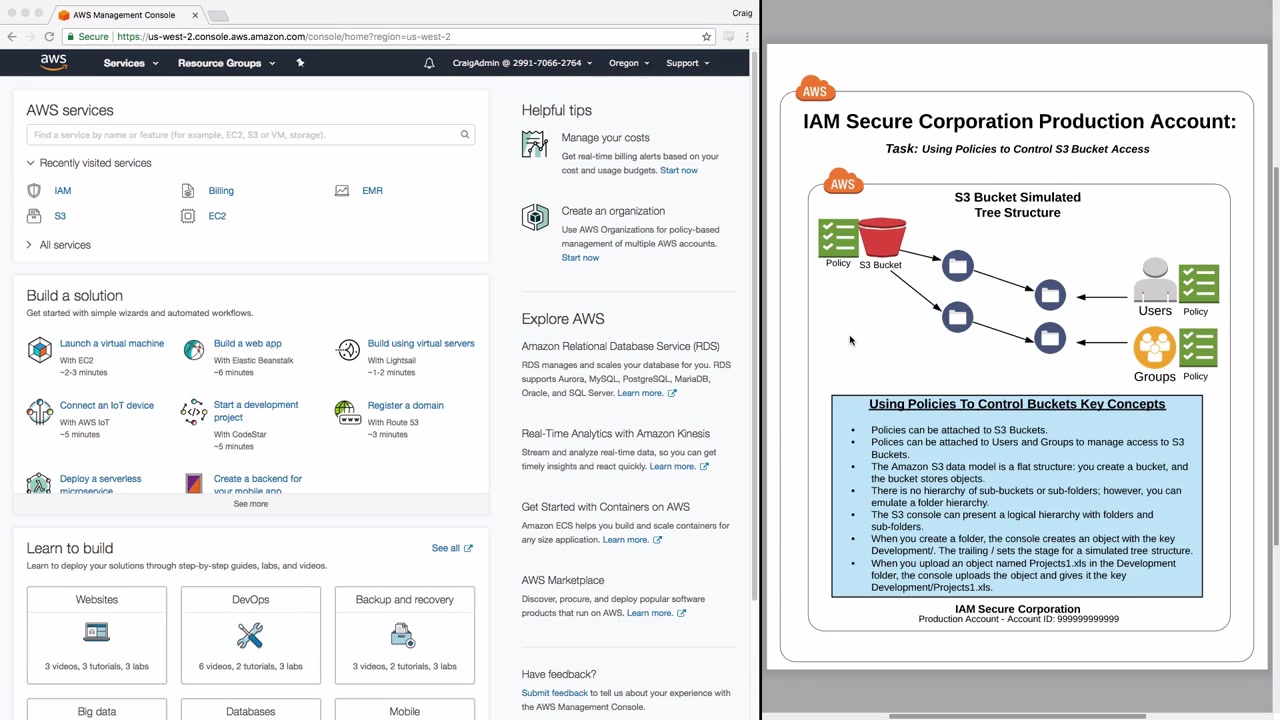 AWS Management Console
Craig
Secure
https://us-west-2.console.aws.amazon.com/console/home?region=us-west-2
aws
Services
Resource Groups
CraigAdmin @ 2991-7066-2764
Oregon
Support
AWS services
Find a service by name or feature (for example, EC2, S3 or VM, storage).
Recently visited services
IAM
Billing
EMR
S3
EC2
All services
Build a solution
Get started with simple wizards and automated workflows.
Launch a virtual machine
With EC2
~2-3 minutes
Build a web app
With Elastic Beanstalk
~6 minutes
Build using virtual servers
With Lightsail
~1-2 minutes
Connect an IoT device
With AWS IoT
~5 minutes
Start a development
project
With CodeStar
~5 minutes
Register a domain
With Route 53
~3 minutes
Deploy a serverless
microservice
Create a backend for
your mobile app
See more
Learn to build
See all
Learn to deploy your solutions through step-by-step guides, labs, and videos.
Websites
3 videos, 3 tutorials, 3 labs
DevOps
6 videos, 2 tutorials, 3 labs
Backup and recovery
3 videos, 2 tutorials, 3 labs
Big data
Databases
Mobile
Helpful tips
Manage your costs
Get real-time billing alerts based on your
cost and usage budgets. Start now
Create an organization
Use AWS Organizations for policy-based
management of multiple AWS accounts.
Start now
Explore AWS
Amazon Relational Database Service (RDS)
RDS manages and scales your database for you. RDS
supports Aurora, MySQL, PostgreSQL, MariaDB,
Oracle, and SQL Server. Learn more.
Real-Time Analytics with Amazon Kinesis
Stream and analyze real-time data, so you can get
timely insights and react quickly. Learn more.
Get Started with Containers on AWS
Amazon ECS helps you build and scale containers for
any size application. Learn more.
AWS Marketplace
Discover, procure, and deploy popular software
products that run on AWS. Learn more.
Have feedback?
Submit feedback to tell us about your experience with
the AWS Management Console.
AWS
IAM Secure Corporation Production Account:
Task: Using Policies to Control S3 Bucket Access
AWS
S3 Bucket Simulated
Tree Structure
Policy
S3 Bucket
Users
Policy
Groups
Policy
Using Policies To Control Buckets Key Concepts
• Policies can be attached to S3 Buckets.
• Polices can be attached to Users and Groups to manage access to S3
Buckets.
• The Amazon S3 data model is a flat structure: you create a bucket, and
the bucket stores objects.
• There is no hierarchy of sub-buckets or sub-folders; however, you can
emulate a folder hierarchy.
• The S3 console can present a logical hierarchy with folders and
sub-folders.
• When you create a folder, the console creates an object with the key
Development/. The trailing / sets the stage for a simulated tree structure.
• When you upload an object named Projects1.xls in the Development
folder, the console uploads the object and gives it the key
Development/Projects1.xls.
IAM Secure Corporation
Production Account - Account ID: 999999999999